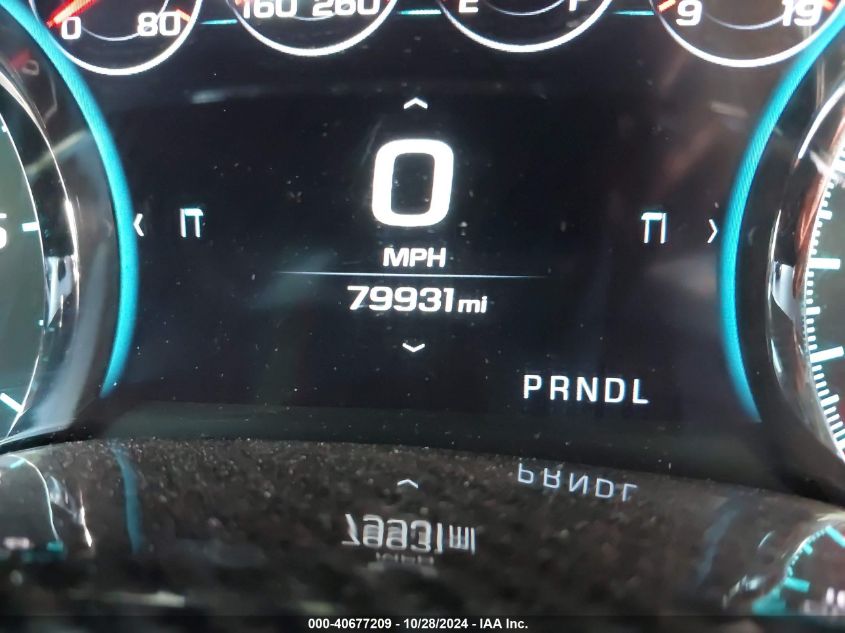 0 80 160 260 E F 9 19
0
MPH
79931 mi
PRNDL
000-40677209 - 10/28/2024 - IAA Inc.